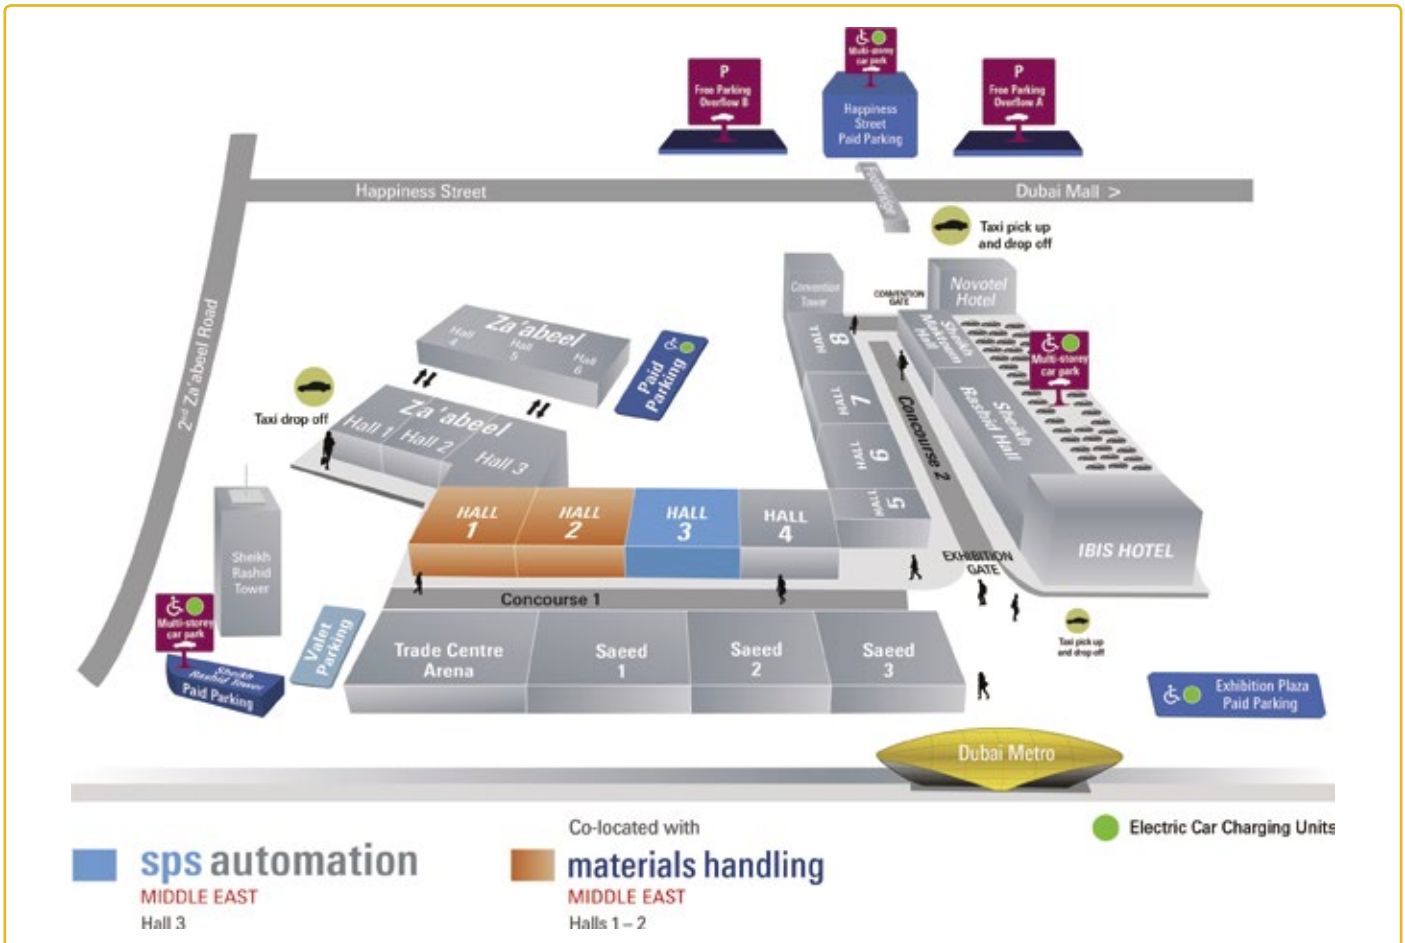 Multi-storey
car park
P
Free Parking
Overflow B
Happiness
Street
Paid Parking
P
Free Parking
Overflow A
Happiness Street
Footbridge
Dubai Mall >
Taxi pick up
and drop off
2nd Za'abeel Road
Convention
Tower
CONVENTION
GATE
Novotel
Hotel
Za'abeel
Hall
4
Hall
5
Hall
6
Paid
Parking
HALL
8
Sheikh
Maktoum
Hall
Multi-storey
car park
Taxi drop off
Za'abeel
Hall 1
Hall 2
Hall 3
HALL
7
Concourse 2
Sheikh
Rashid Hall
HALL
6
HALL
5
HALL
1
HALL
2
HALL
3
HALL
4
EXHIBITION
GATE
IBIS HOTEL
Sheikh
Rashid
Tower
Concourse 1
Multi-storey
car park
Sheikh
Rashid Tower
Paid Parking
Valet
Parking
Trade Centre
Arena
Saeed
1
Saeed
2
Saeed
3
Taxi pick up
and drop off
Exhibition Plaza
Paid Parking
Dubai Metro
Electric Car Charging Units
sps automation
MIDDLE EAST
Hall 3
Co-located with
materials handling
MIDDLE EAST
Halls 1 – 2